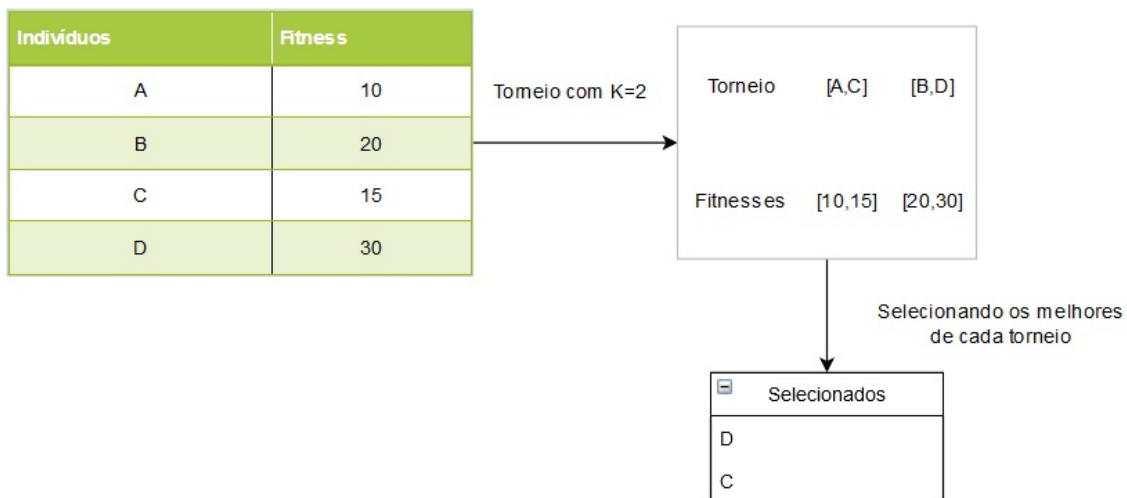 Indivíduos Fitness
A 10
B 20
C 15
D 30
Torneio com K=2
Torneio [A,C] [B,D]
Fitnesses [10,15] [20,30]
Selecionando os melhores
de cada torneio
Selecionados
D
C